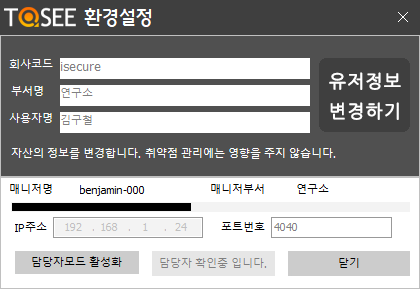 TOSEE 환경설정
회사코드 isecure
부서명 연구소
사용자명 김구철
유저정보
변경하기
자산의 정보를 변경합니다. 취약점 관리에는 영향을 주지 않습니다.
매니저명 benjamin-000 매니저부서 연구소
IP주소 192 . 168 . 1 . 24 포트번호 4040
담당자모드 활성화 담당자 확인중 입니다. 닫기